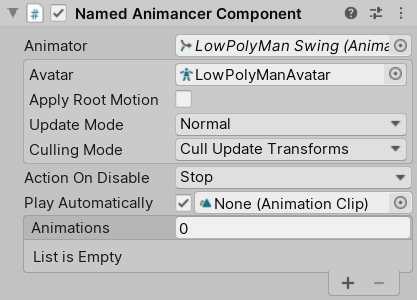 Named Animancer Component
Animator LowPolyMan Swing (Anima
Avatar LowPolyManAvatar
Apply Root Motion
Update Mode Normal
Culling Mode Cull Update Transforms
Action On Disable Stop
Play Automatically None (Animation Clip)
Animations 0
List is Empty